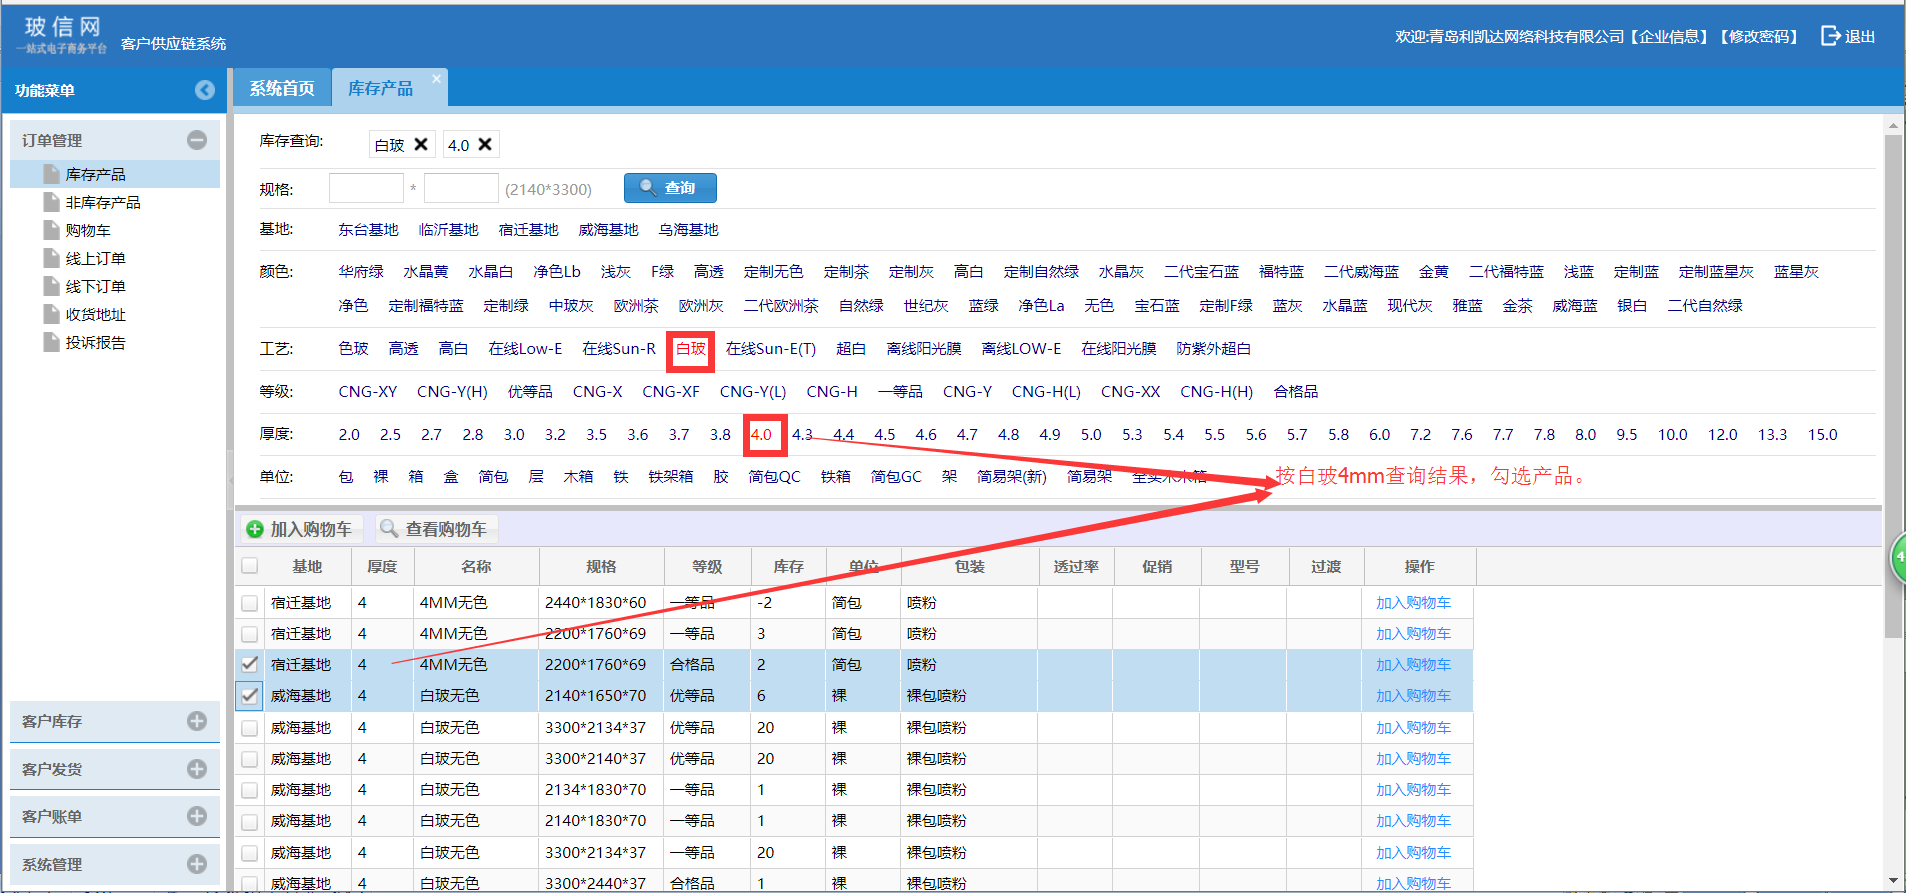 玻信网
一站式电子商务平台
客户供应链系统
欢迎:青岛利凯达网络科技有限公司【企业信息】【修改密码】 退出
功能菜单
系统首页 库存产品
订单管理
库存产品
非库存产品
购物车
线上订单
线下订单
收货地址
投诉报告
客户库存
客户发货
客户账单
系统管理
库存查询: 白玻 4.0
规格: * (2140*3300) 查询
基地: 东台基地 临沂基地 宿迁基地 威海基地 乌海基地
颜色: 华府绿 水晶黄 水晶白 净色Lb 浅灰 F绿 高透 定制无色 定制茶 定制灰 高白 定制自然绿 水晶灰 二代宝石蓝 福特蓝 二代威海蓝 金黄 二代福特蓝 浅蓝 定制蓝 定制蓝星灰 蓝星灰
净色 定制福特蓝 定制绿 中玻灰 欧洲茶 欧洲灰 二代欧洲茶 自然绿 世纪灰 蓝绿 净色La 无色 宝石蓝 定制F绿 蓝灰 水晶蓝 现代灰 雅蓝 金茶 威海蓝 银白 二代自然绿
工艺: 色玻 高透 高白 在线Low-E 在线Sun-R 白玻 在线Sun-E(T) 超白 离线阳光膜 离线LOW-E 在线阳光膜 防紫外超白
等级: CNG-XY CNG-Y(H) 优等品 CNG-X CNG-XF CNG-Y(L) CNG-H 一等品 CNG-Y CNG-H(L) CNG-XX CNG-H(H) 合格品
厚度: 2.0 2.5 2.7 2.8 3.0 3.2 3.5 3.6 3.7 3.8 4.0 4.3 4.4 4.5 4.6 4.7 4.8 4.9 5.0 5.3 5.4 5.5 5.6 5.7 5.8 6.0 7.2 7.6 7.7 7.8 8.0 9.5 10.0 12.0 13.3 15.0
单位: 包 裸 箱 盒 简包 层 木箱 铁 铁架箱 胶 简包QC 铁箱 简包GC 架 简易架(新) 简易架
按白玻4mm查询结果，勾选产品。
加入购物车 查看购物车
基地 厚度 名称 规格 等级 库存 单位 包装 透过率 促销 型号 过渡 操作
宿迁基地 4 4MM无色 2440*1830*60 一等品 -2 简包 喷粉 加入购物车
宿迁基地 4 4MM无色 2200*1760*69 一等品 3 简包 喷粉 加入购物车
宿迁基地 4 4MM无色 2200*1760*69 合格品 2 简包 喷粉 加入购物车
威海基地 4 白玻无色 2140*1650*70 优等品 6 裸 裸包喷粉 加入购物车
威海基地 4 白玻无色 3300*2134*37 优等品 20 裸 裸包喷粉 加入购物车
威海基地 4 白玻无色 3300*2140*37 优等品 20 裸 裸包喷粉 加入购物车
威海基地 4 白玻无色 2134*1830*70 一等品 1 裸 裸包喷粉 加入购物车
威海基地 4 白玻无色 2140*1830*70 一等品 1 裸 裸包喷粉 加入购物车
威海基地 4 白玻无色 3300*2134*37 一等品 20 裸 裸包喷粉 加入购物车
威海基地 4 白玻无色 3300*2440*37 合格品 1 裸 裸包喷粉 加入购物车